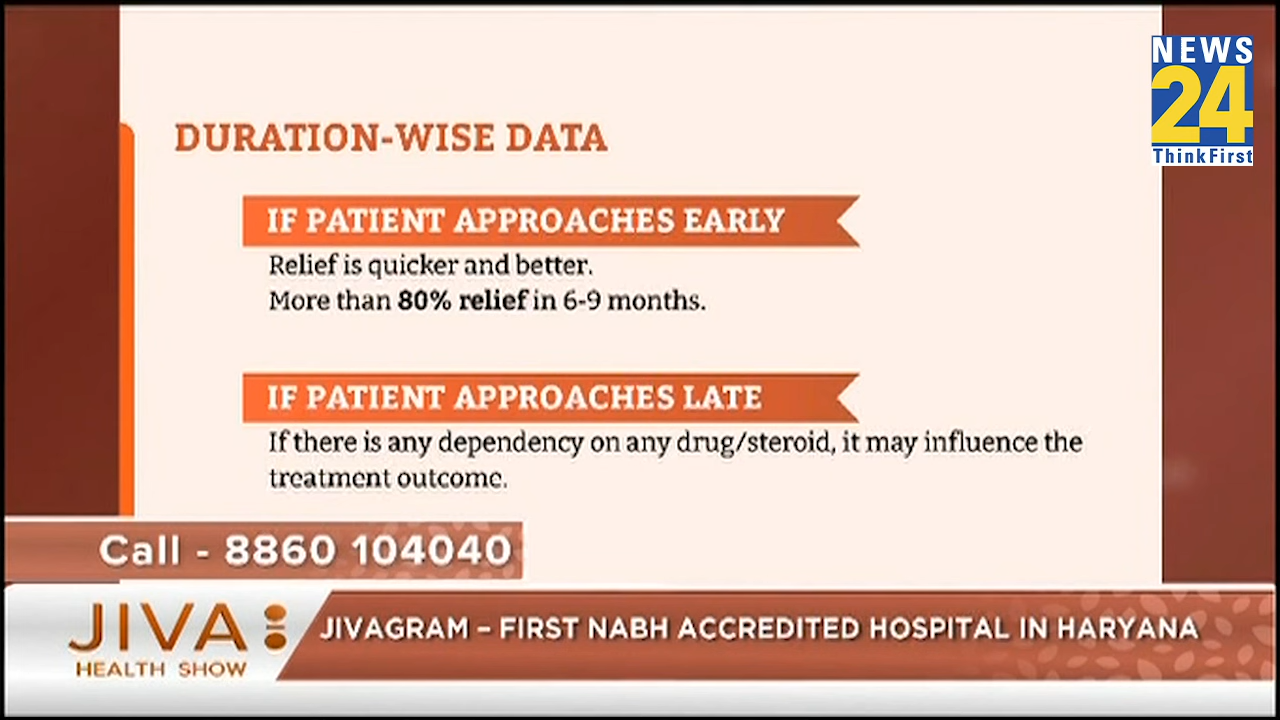 NEWS
24
ThinkFirst
DURATION-WISE DATA
IF PATIENT APPROACHES EARLY
Relief is quicker and better.
More than 80% relief in 6-9 months.
IF PATIENT APPROACHES LATE
If there is any dependency on any drug/steroid, it may influence the
treatment outcome.
Call - 8860 104040
JIVA
HEALTH SHOW
JIVAGRAM – FIRST NABH ACCREDITED HOSPITAL IN HARYANA